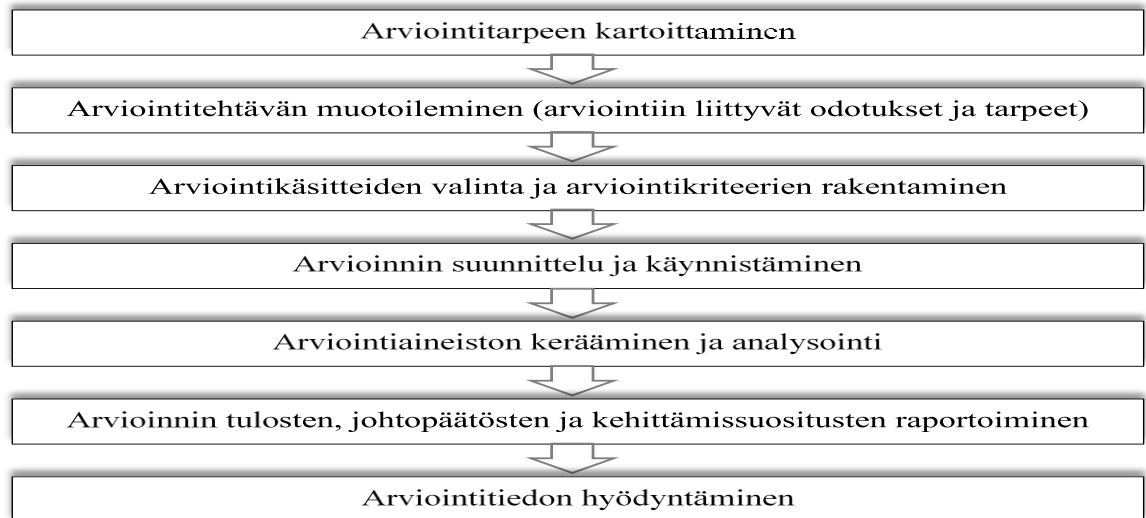 Arviointitarpeen kartoittaminen
Arviointitehtävän muotoileminen (arviointiin liittyvät odotukset ja tarpeet)
Arviointikäsitteiden valinta ja arviointikriteerien rakentaminen
Arvioinnin suunnittelu ja käynnistäminen
Arviointiaineiston kerääminen ja analysointi
Arvioinnin tulosten, johtopäätösten ja kehittämissuositusten raportoiminen
Arviointitiedon hyödyntäminen